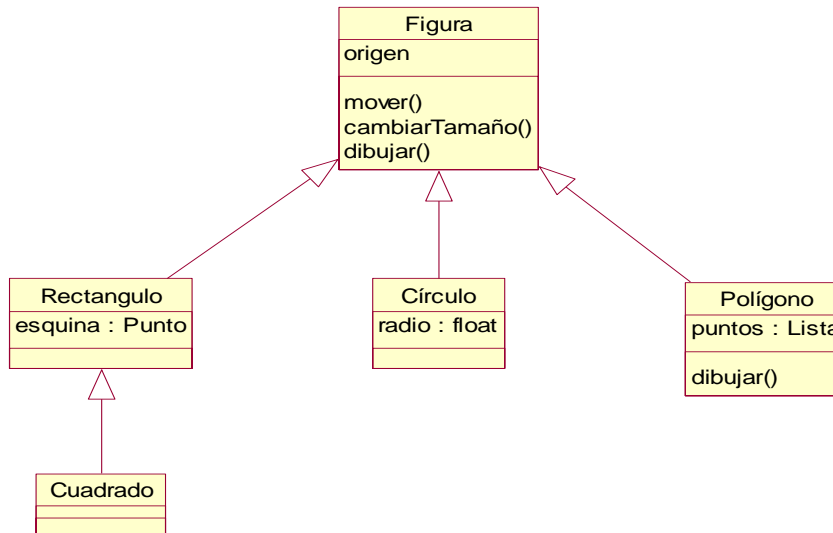 Figura
origen
mover()
cambiarTamaño()
dibujar()
Rectangulo
esquina : Punto
Círculo
radio : float
Polígono
puntos : Lista
dibujar()
Cuadrado